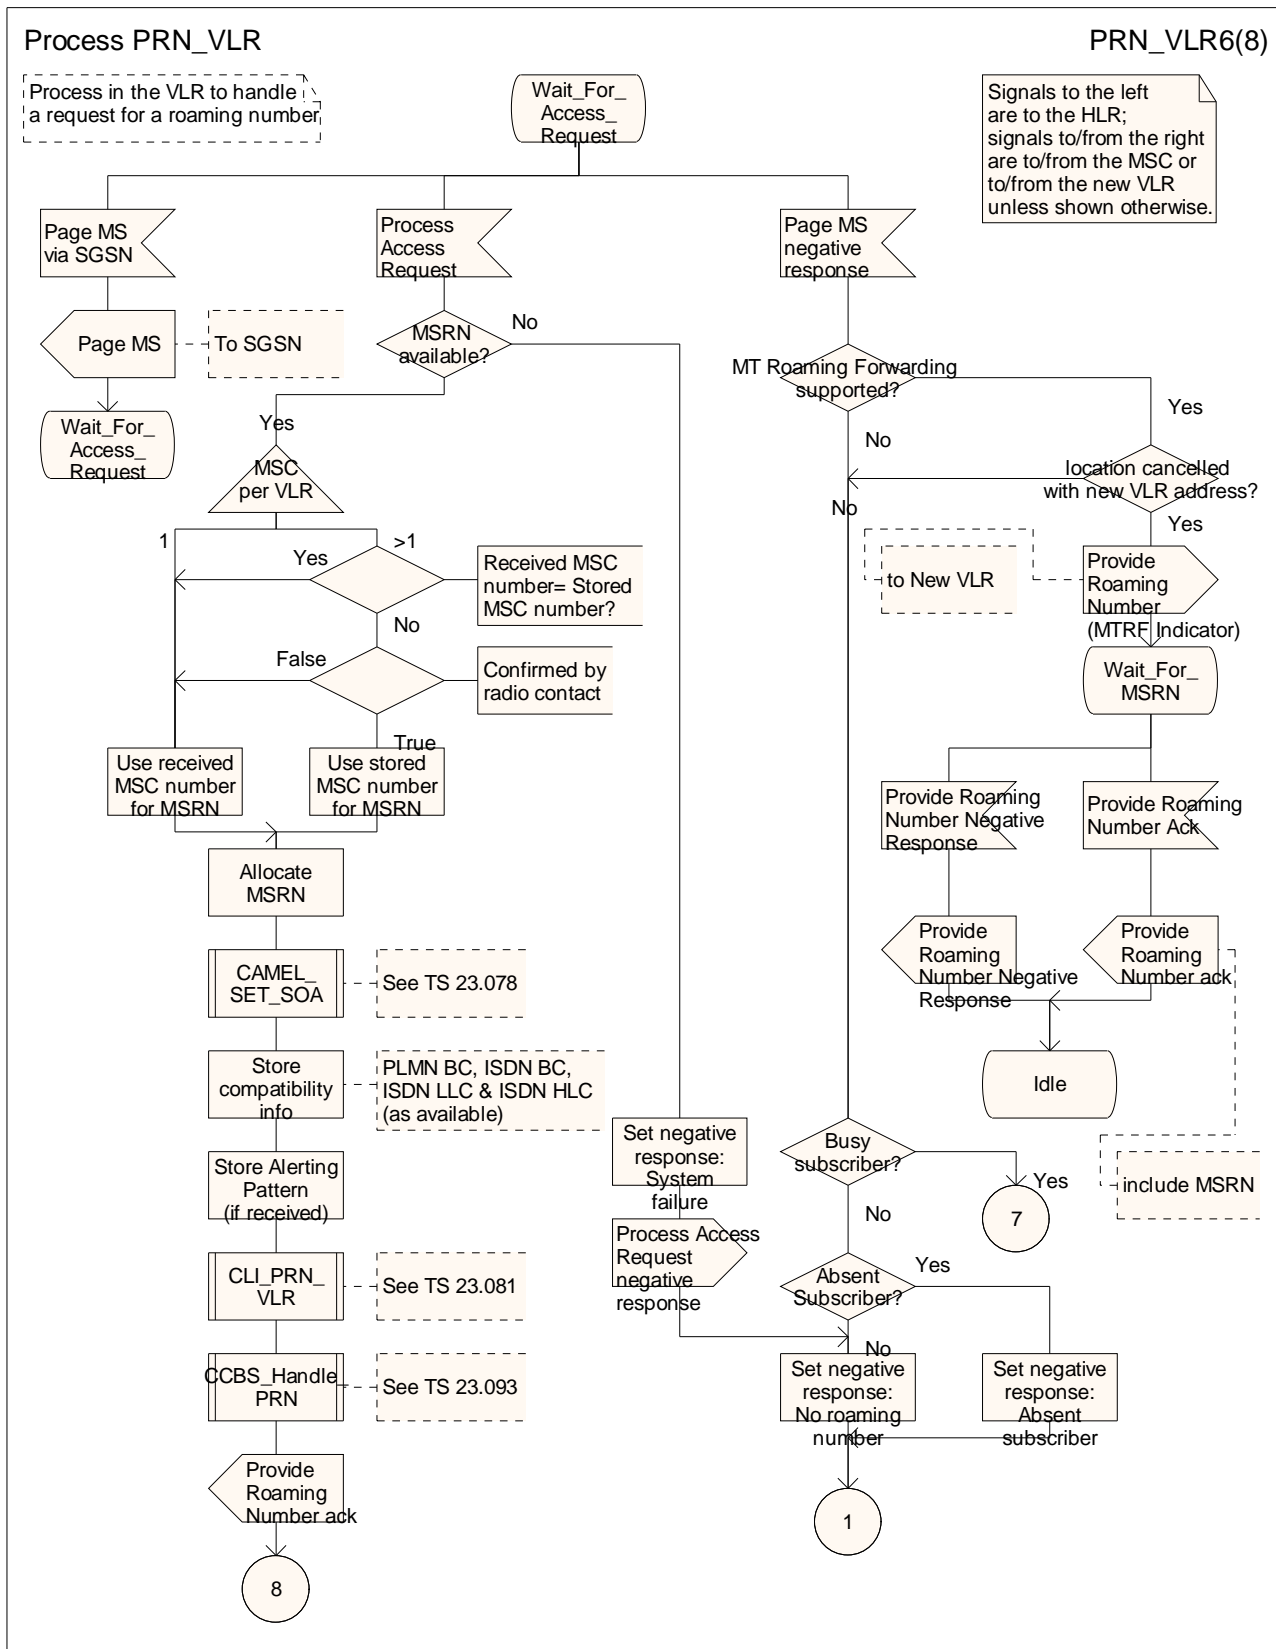 Process PRN_VLR
PRN_VLR6(8)
Process in the VLR to handle
a request for a roaming number
Wait_For_
Access_
Request
Signals to the left
are to the HLR;
signals to/from the right
are to/from the MSC or
to/from the new VLR
unless shown otherwise.
Page MS
via SGSN
Process
Access
Request
Page MS
negative
response
Page MS
To SGSN
MSRN
available?
No
Yes
MT Roaming Forwarding
supported?
Yes
No
Wait_For_
Access_
Request
MSC
per VLR
location cancelled
with new VLR address?
No
Yes
1
>1
Yes
Received MSC
number= Stored
MSC number?
No
to New VLR
Provide
Roaming
Number
(MTRF Indicator)
False
Confirmed by
radio contact
True
Wait_For_
MSRN
Use received
MSC number
for MSRN
Use stored
MSC number
for MSRN
Provide Roaming
Number Negative
Response
Provide Roaming
Number Ack
Allocate
MSRN
Provide
Roaming
Number Negative
Response
Provide
Roaming
Number ack
CAMEL_
SET_SOA
See TS 23.078
Store
compatibility
info
PLMN BC, ISDN BC,
ISDN LLC & ISDN HLC
(as available)
Idle
Set negative
response:
System
failure
Busy
subscriber?
Yes
No
7
include MSRN
Store Alerting
Pattern
(if received)
Process Access
Request
negative
response
CLI_PRN_
VLR
See TS 23.081
Absent
Subscriber?
Yes
No
CCBS_Handle_
PRN
See TS 23.093
Set negative
response:
No roaming
number
Set negative
response:
Absent
subscriber
Provide
Roaming
Number ack
1
8